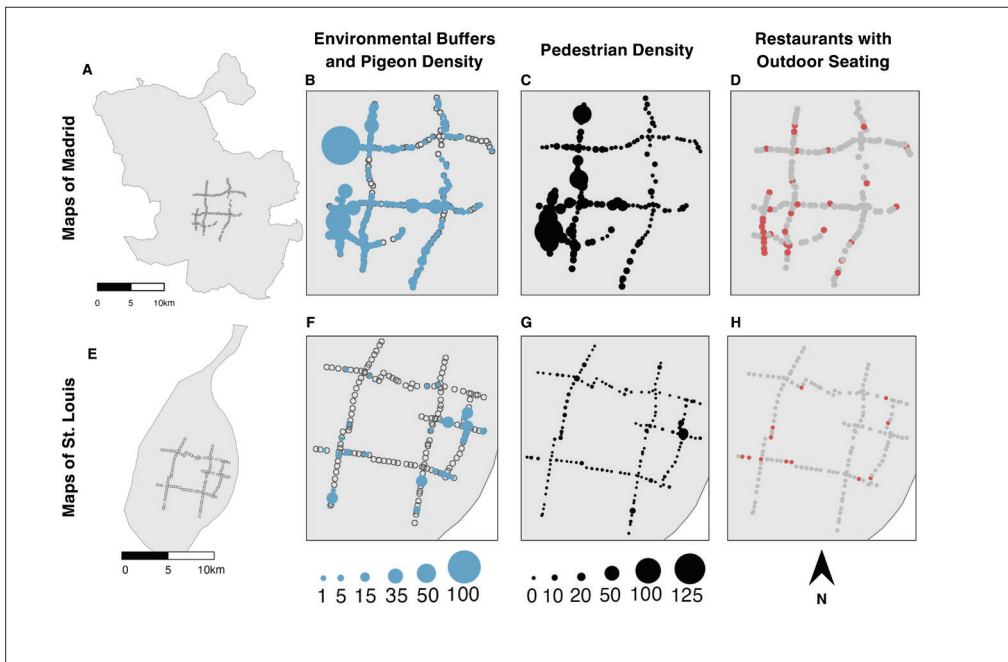 Environmental Buffers
and Pigeon Density
Pedestrian Density
Restaurants with
Outdoor Seating
Maps of Madrid
A
B
C
D
0 5 10km
Maps of St. Louis
E
F
G
H
0 5 10km
1 5 15 35 50 100
0 10 20 50 100 125
N